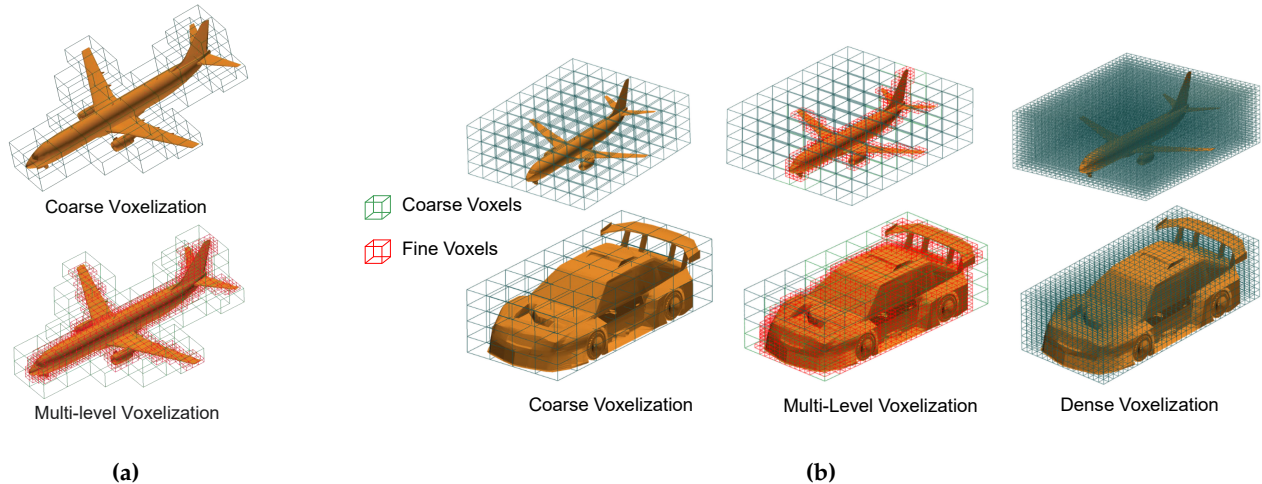 Coarse Voxelization
Multi-level Voxelization
(a)
Coarse Voxels
Fine Voxels
Coarse Voxelization
Multi-Level Voxelization
Dense Voxelization
(b)